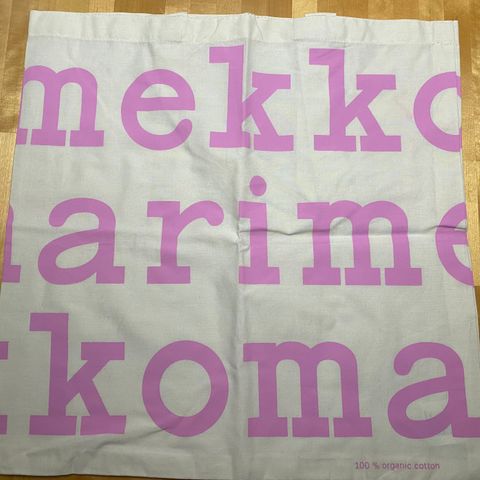 mekko
arime
koma
100 % organic cotton